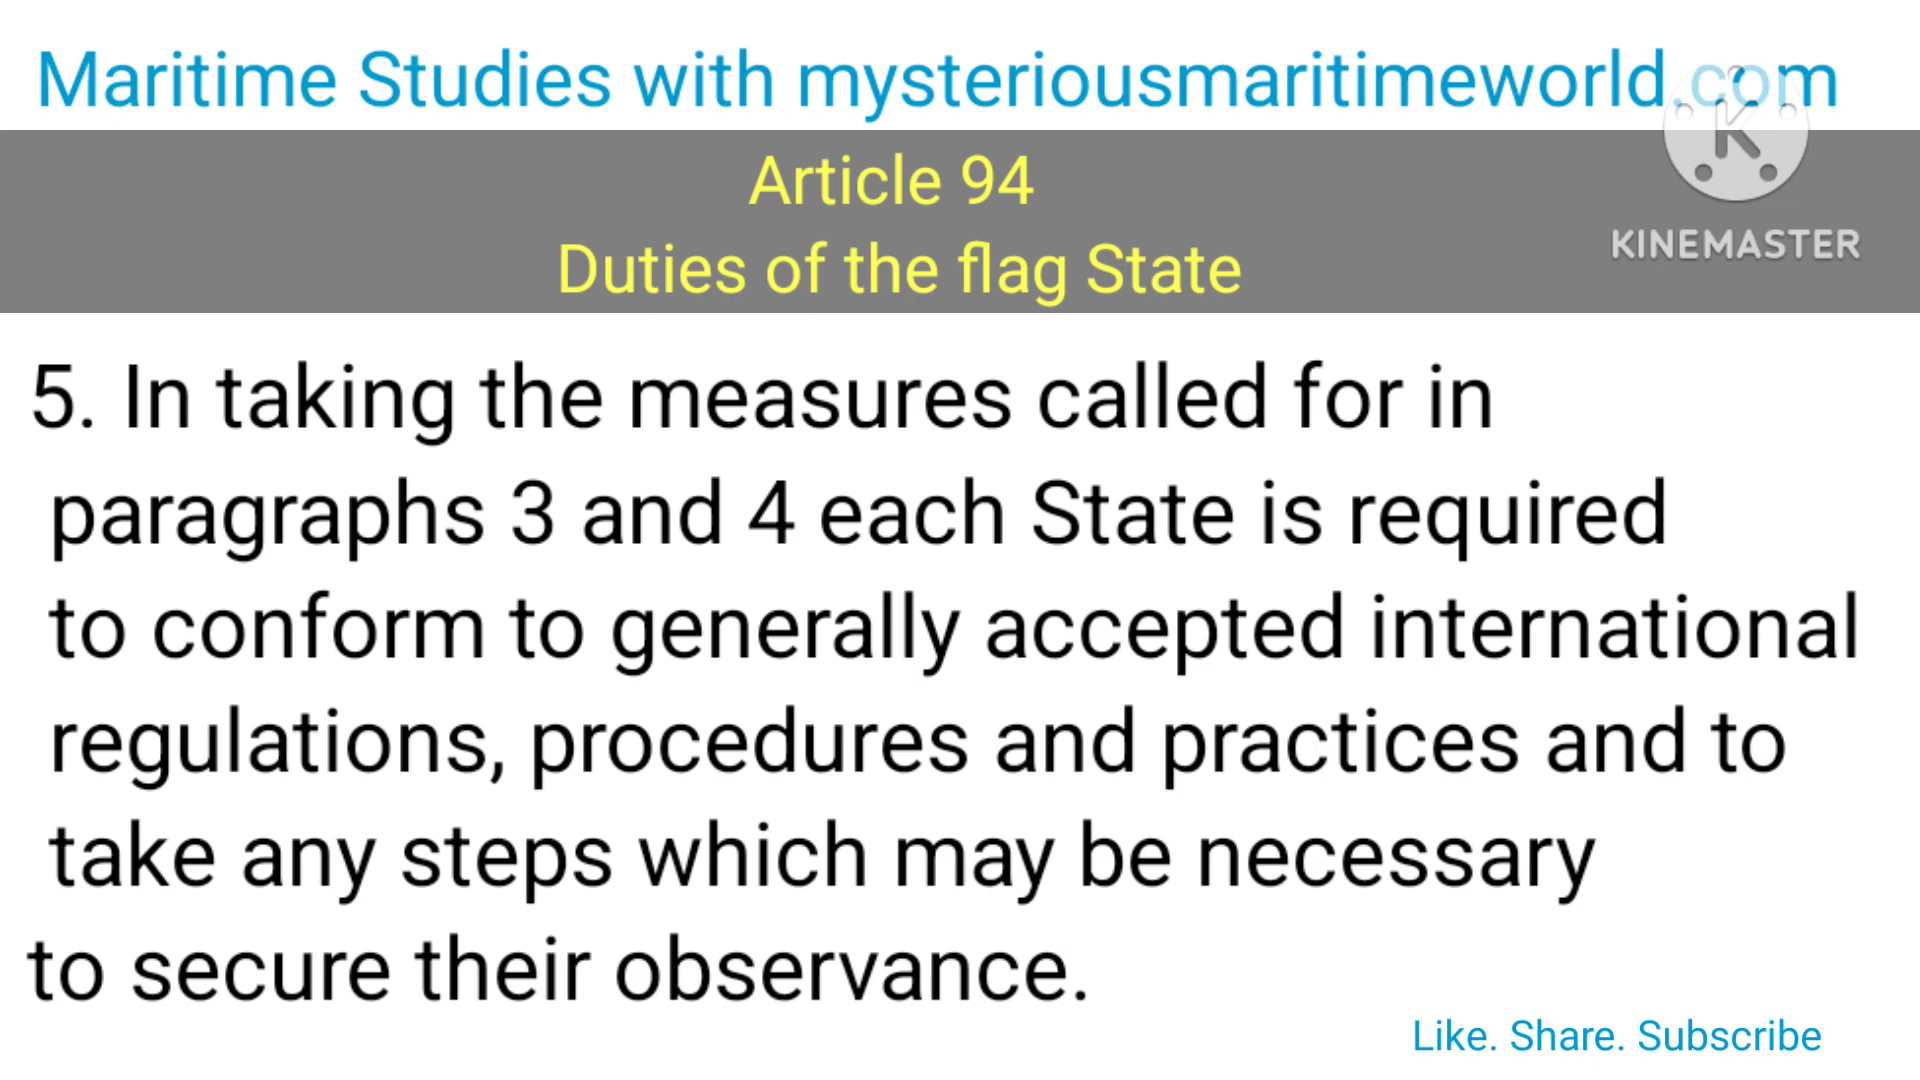 Maritime Studies with mysteriousmaritimeworld.com
Article 94
Duties of the flag State
KINEMASTER
5. In taking the measures called for in
paragraphs 3 and 4 each State is required
to conform to generally accepted international
regulations, procedures and practices and to
take any steps which may be necessary
to secure their observance.
Like. Share. Subscribe